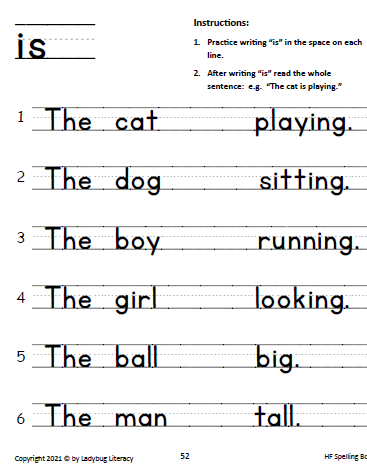 is
Instructions:
1. Practice writing “is” in the space on each
line.
2. After writing “is” read the whole
sentence: e.g. “The cat is playing.”
1 The cat playing.
2 The dog sitting.
3 The boy running.
4 The girl looking.
5 The ball big.
6 The man tall.
Copyright 2021 © by Ladybug Literacy 52 HF Spelling